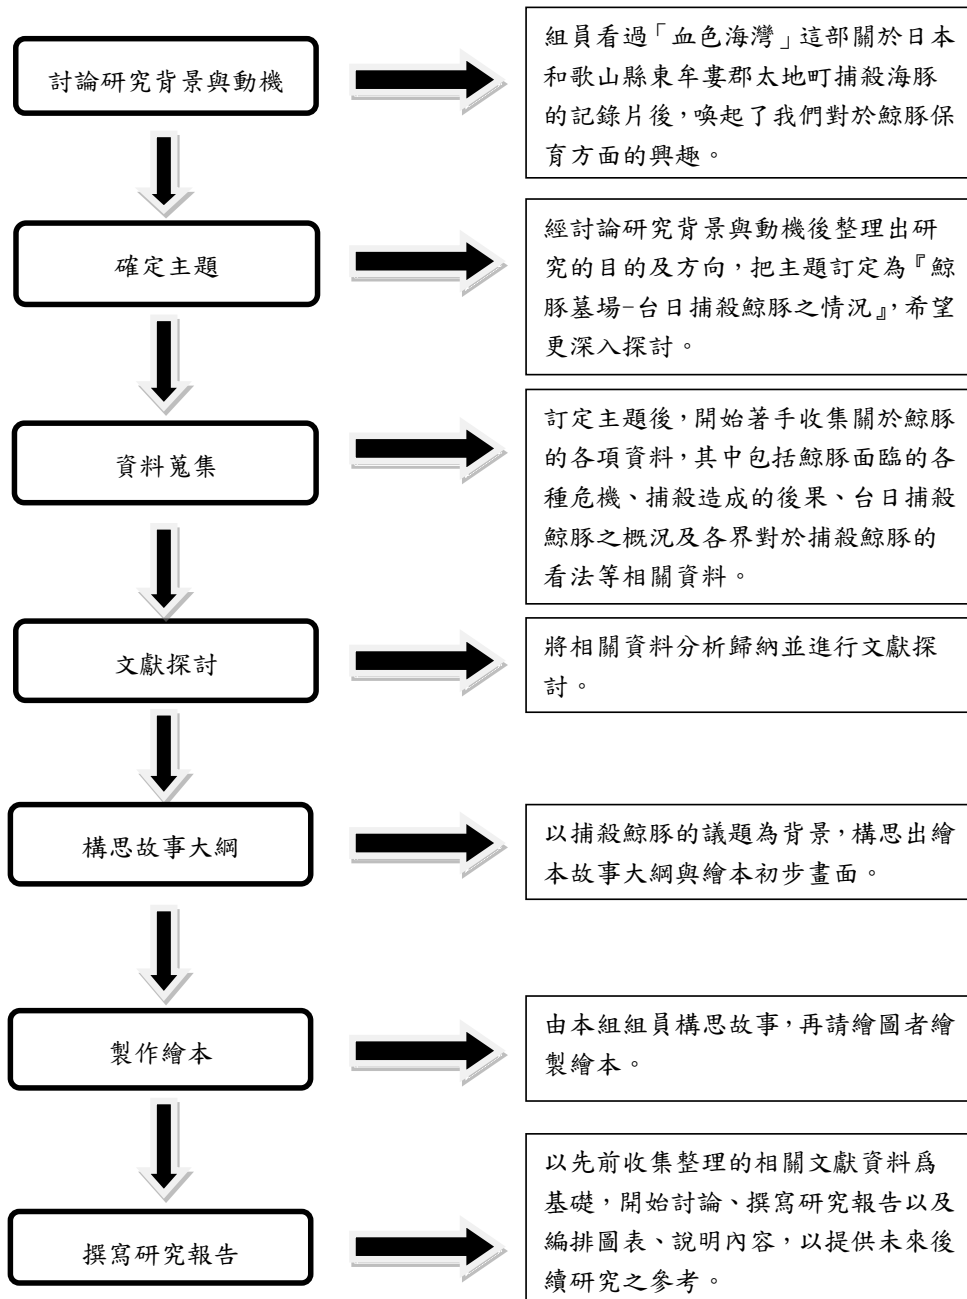 討論研究背景與動機
組員看過「血色海灣」這部關於日本
和歌山縣東牟婁郡太地町捕殺海豚
的記錄片後，喚起了我們對於鯨豚保
育方面的興趣。
確定主題
經討論研究背景與動機後整理出研
究的目的及方向，把主題訂定為『鯨
豚墓場-台日捕殺鯨豚之情況』，希望
更深入探討。
資料蒐集
訂定主題後，開始著手收集關於鯨豚
的各項資料，其中包括鯨豚面臨的各
種危機、捕殺造成的後果、台日捕殺
鯨豚之概況及各界對於捕殺鯨豚的
看法等相關資料。
文獻探討
將相關資料分析歸納並進行文獻探
討。
構思故事大綱
以捕殺鯨豚的議題為背景，構思出繪
本故事大綱與繪本初步畫面。
製作繪本
由本組組員構思故事，再請繪圖者繪
製繪本。
撰寫研究報告
以先前收集整理的相關文獻資料爲
基礎，開始討論、撰寫研究報告以及
編排圖表、說明內容，以提供未來後
續研究之參考。